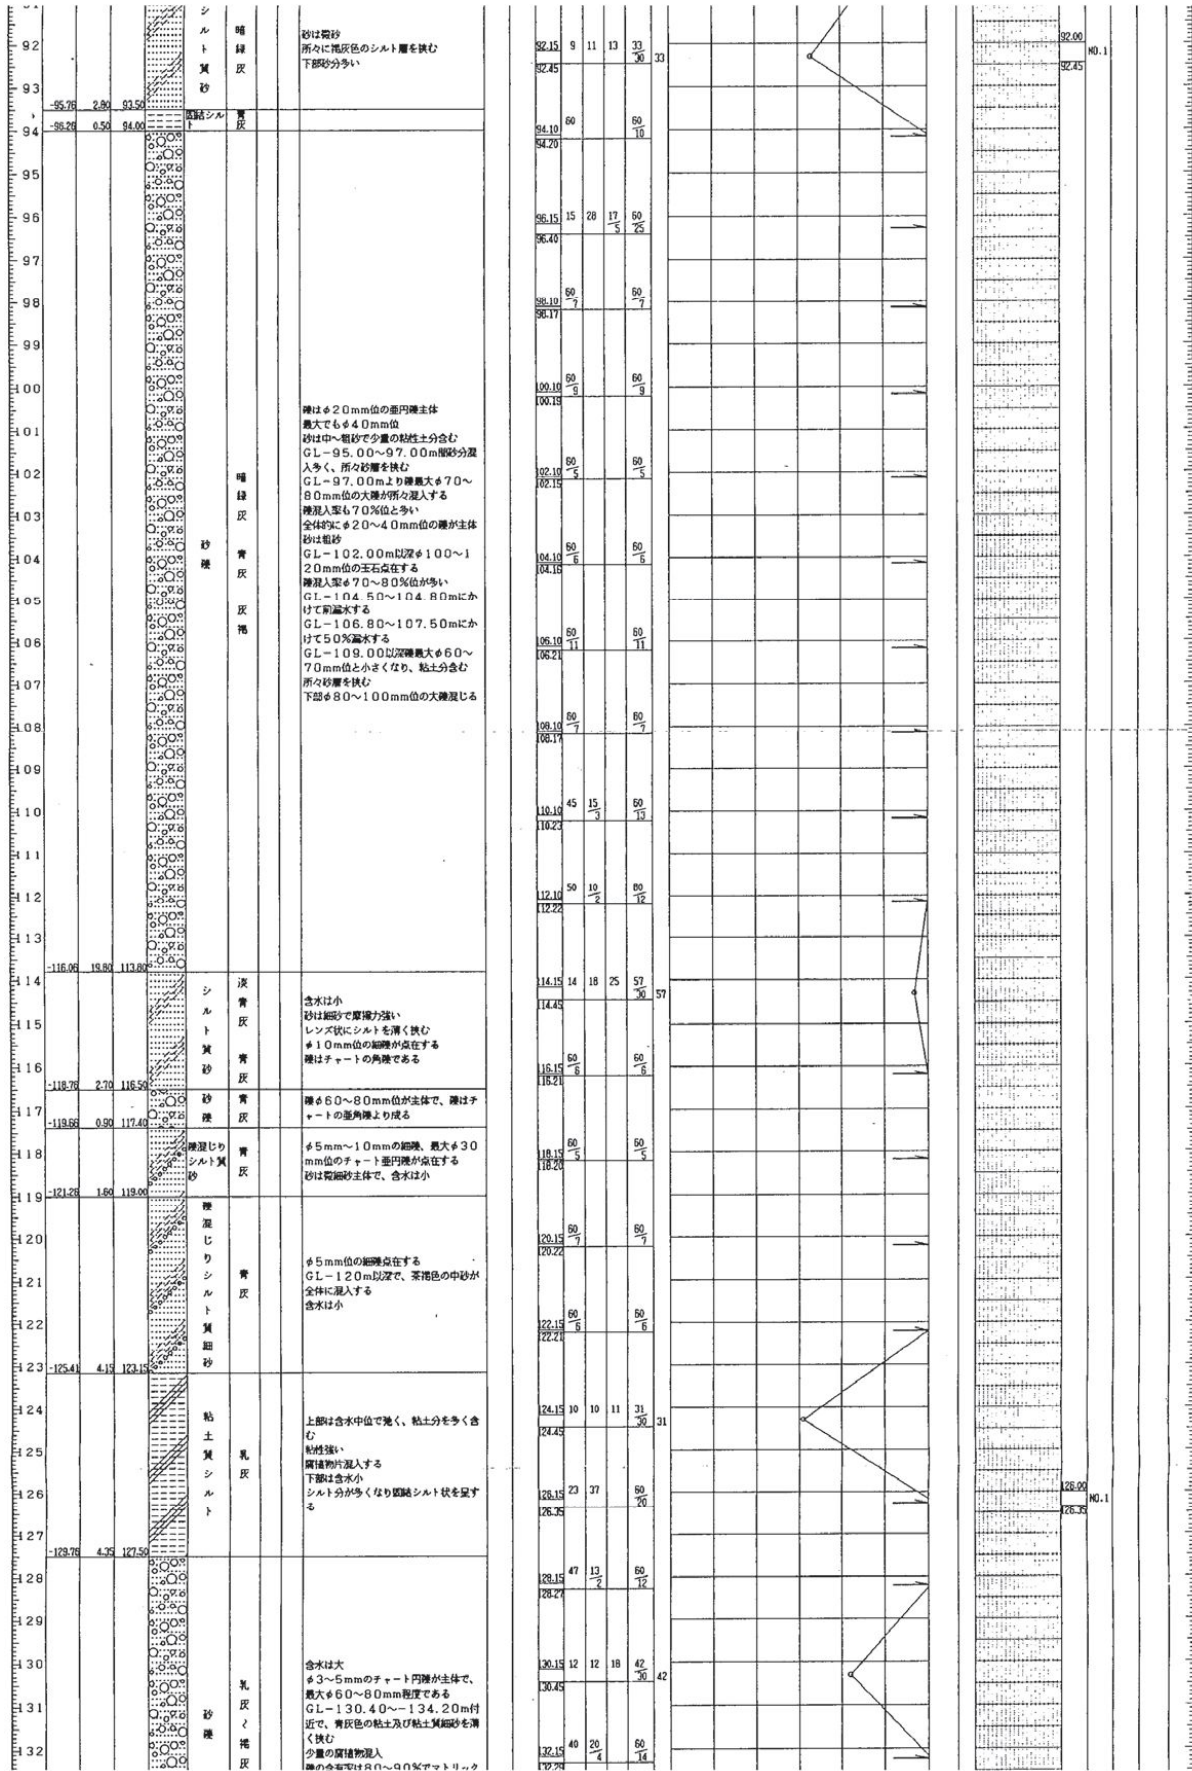 92
93
94
95
96
97
98
99
100
101
102
103
104
105
106
107
108
109
110
111
112
113
114
115
116
117
118
119
120
121
122
123
124
125
126
127
128
129
130
131
132
-95.76 2.80 93.50
シルト質砂
暗緑灰
砂は微砂
所々に褐灰色のシルト層を挟む
下部砂分多い
-96.26 0.50 94.00
固結シルト
青灰
-116.06 19.80 113.80
砂礫
暗緑灰 青灰 灰褐
礫はφ20mm位の亜円礫主体
最大でもφ40mm位
砂は中~粗砂で少量の粘性土分含む
GL-95.00~97.00m間砂分混
入多く、所々砂層を挟む
GL-97.00mより礫最大φ70~
80mm位の大礫が所々混入する
礫混入率も70%位と多い
全体的にφ20~40mm位の礫が主体
砂は粗砂
GL-102.00m以深φ100~1
20mm位の玉石点在する
礫混入率φ70~80%位が多い
GL-104.50~104.80mにか
けて前漏水する
GL-106.80~107.50mにか
けて50%漏水する
GL-109.00以深礫最大φ60~
70mm位と小さくなり、粘土分含む
所々砂層を挟む
下部φ80~100mm位の大礫混じる
-118.76 2.70 116.50
シルト質砂
淡青灰 青灰
含水は小
砂は細砂で摩擦力強い
レンズ状にシルトを薄く挟む
φ10mm位の細礫が点在する
礫はチャートの角礫である
-119.66 0.90 117.40
砂礫
青灰
礫φ60~80mm位が主体で、礫はチ
ャートの亜角礫より成る
-121.26 1.60 119.00
礫混じり
シルト質
砂
青灰
φ5mm~10mmの細礫、最大φ30
mm位のチャート亜円礫が点在する
砂は微細砂主体で、含水は小
-125.41 4.15 123.15
礫混じりシルト質細砂
青灰
φ5mm位の細礫点在する
GL-120m以深で、茶褐色の中砂が
全体に混入する
含水は小
-129.76 4.35 127.50
粘土質シルト
乳灰
上部は含水中位で弛く、粘土分を多く含
む
粘性強い
腐植物片混入する
下部は含水小
シルト分が多くなり固結シルト状を呈す
る
砂礫
乳灰~褐灰
含水は大
φ3~5mmのチャート円礫が主体で、
最大φ60~80mm程度である
GL-130.40~-134.20m付
近で、青灰色の粘土及び粘土質細砂を薄
く挟む
少量の腐植物混入
礫の含有率は80~90%でマトリック
92.15 9 11 13 33/30 33
92.45
94.10 60 60/10
94.20
96.15 15 28 17/5 60/25
96.40
98.10 60/7 60/7
98.17
100.10 60/9 60/9
100.19
102.10 60/5 60/5
102.15
104.10 60/6 60/6
104.16
106.10 60/11 60/11
106.21
108.10 60/7 60/7
108.17
110.10 45 15/3 60/13
110.23
112.10 50 10/2 60/12
112.22
114.15 14 18 25 57/30 57
114.45
116.15 60/6 60/6
116.21
118.15 60/5 60/5
118.20
120.15 60/7 60/7
120.22
122.15 60/6 60/6
122.21
124.15 10 10 11 31/30 31
124.45
126.15 23 37 60/20
126.35
128.15 47 13/2 60/12
128.27
130.15 12 12 18 42/30 42
130.45
132.15 40 20/4 60/14
132.29
92.00
NO.1
92.45
126.00
NO.1
126.35